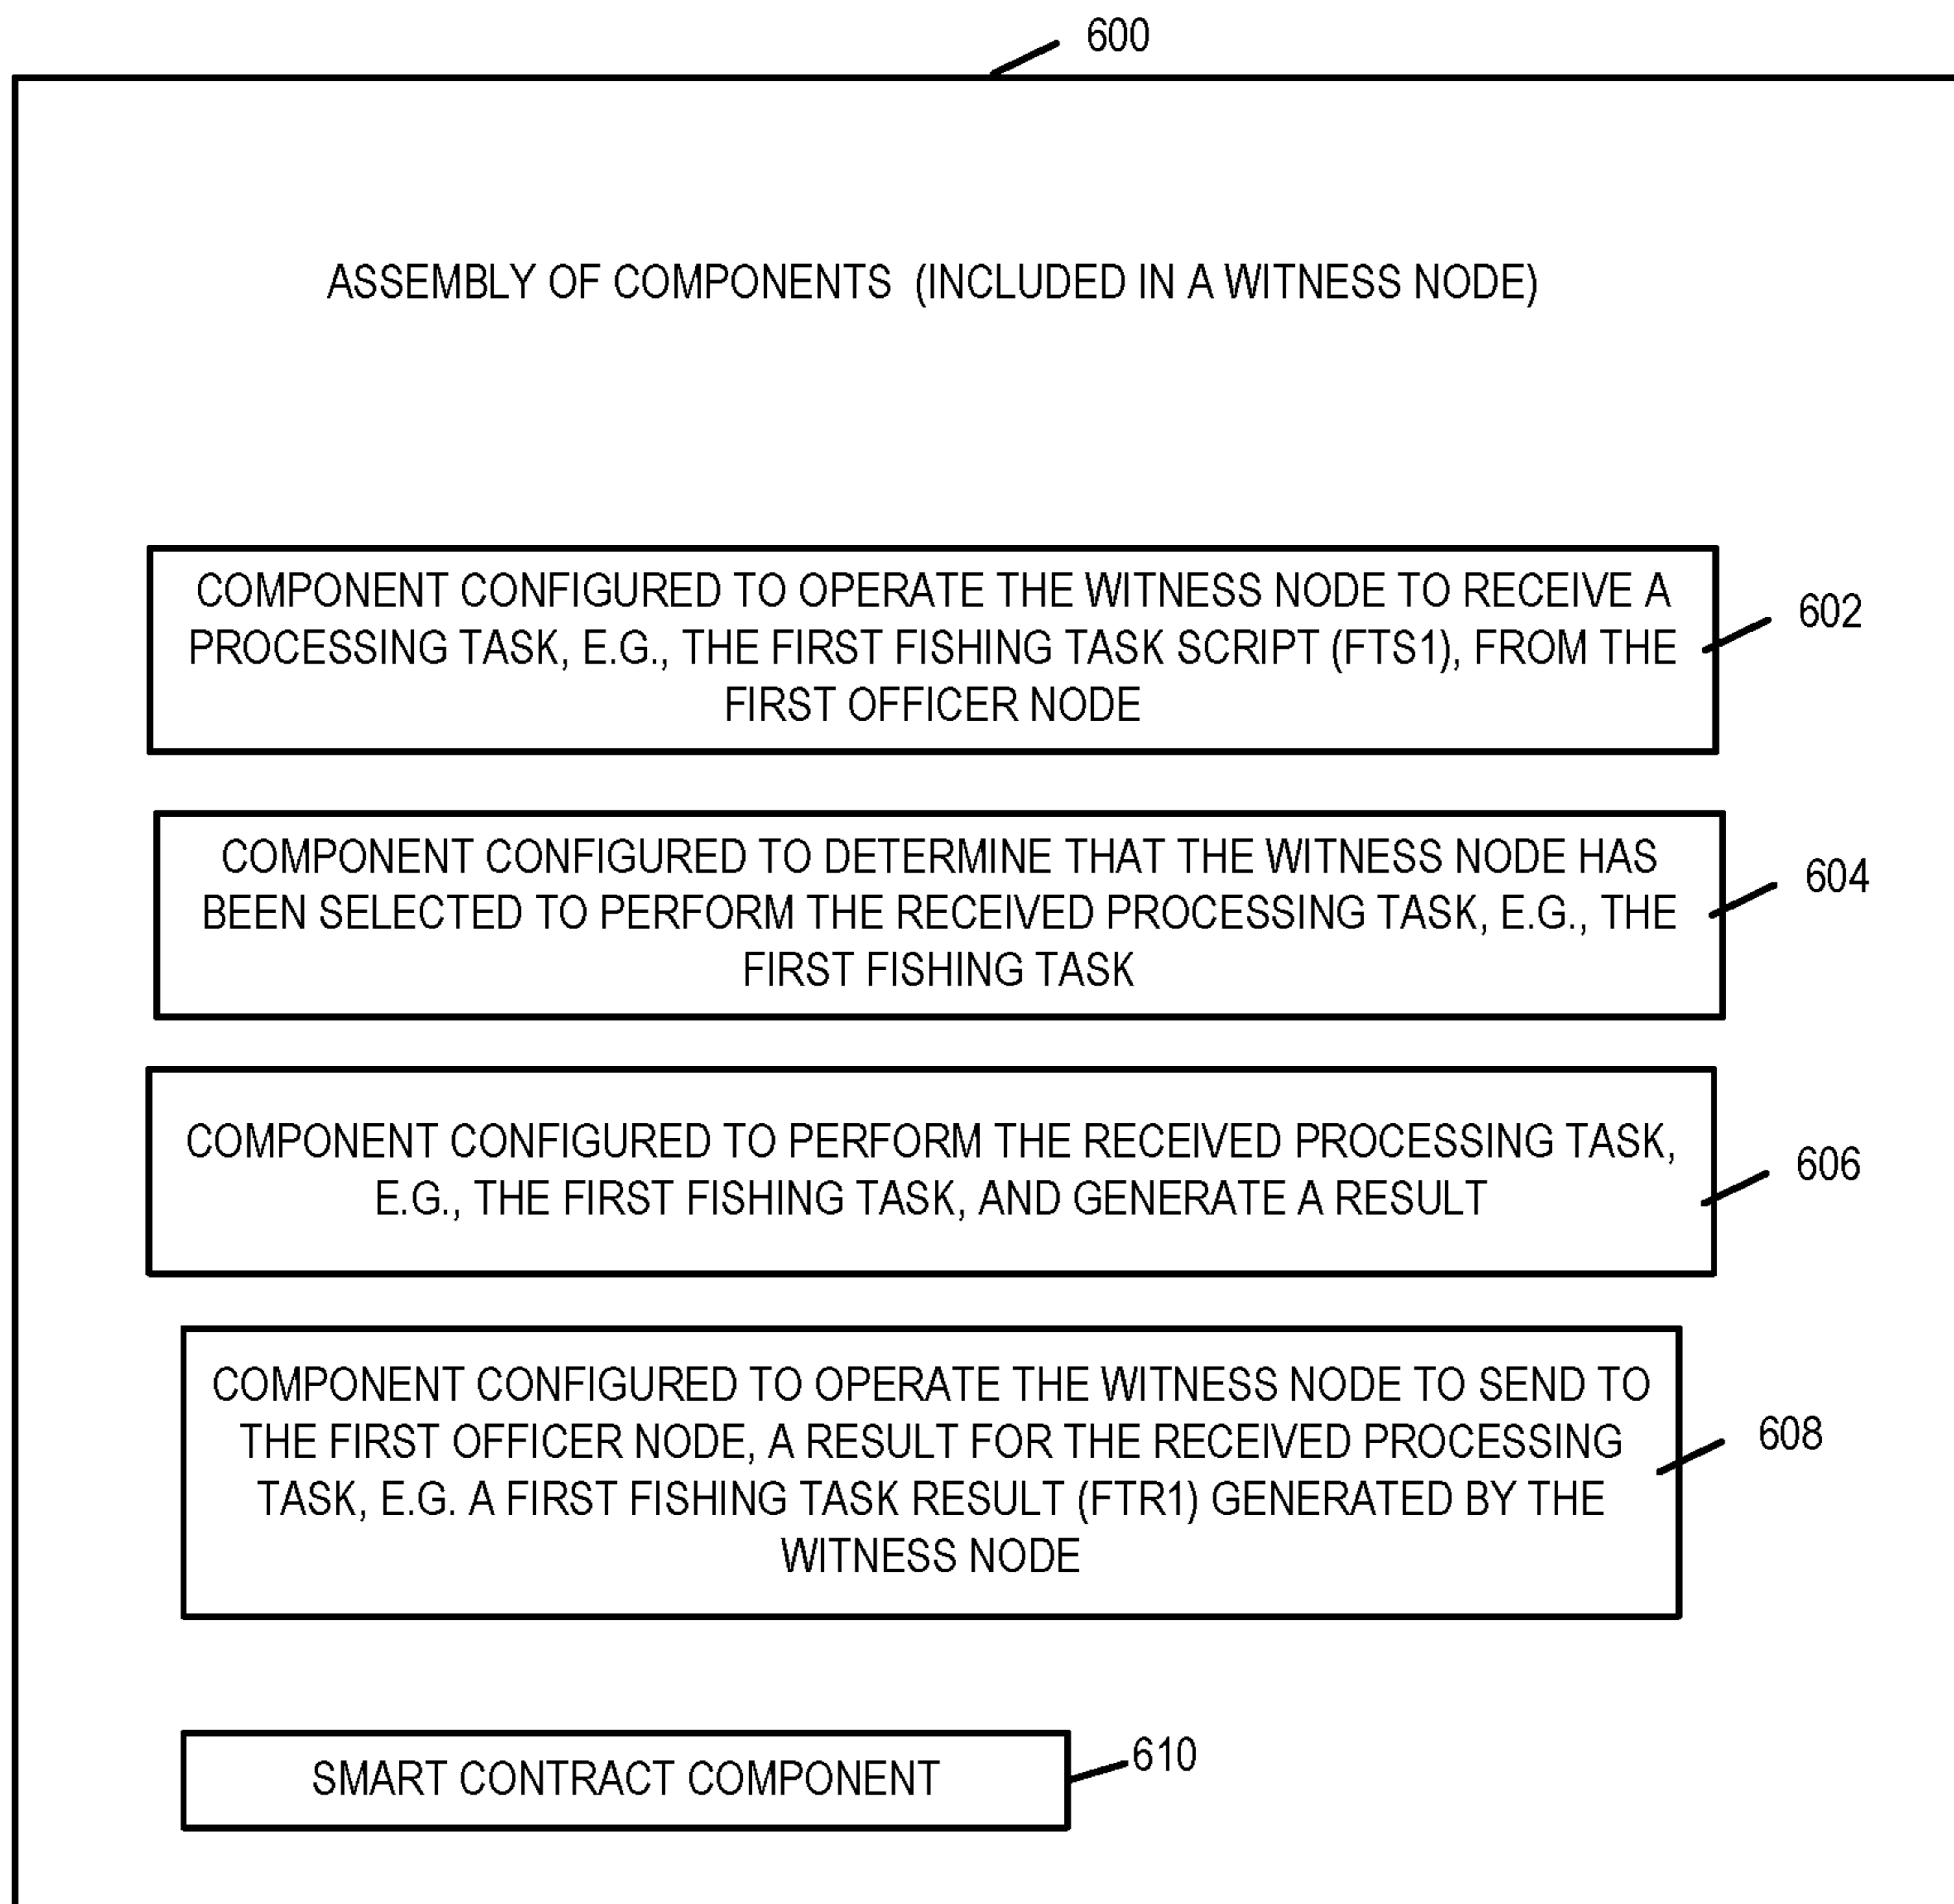 600
ASSEMBLY OF COMPONENTS (INCLUDED IN A WITNESS NODE)
COMPONENT CONFIGURED TO OPERATE THE WITNESS NODE TO RECEIVE A
PROCESSING TASK, E.G., THE FIRST FISHING TASK SCRIPT (FTS1), FROM THE
FIRST OFFICER NODE
602
COMPONENT CONFIGURED TO DETERMINE THAT THE WITNESS NODE HAS
BEEN SELECTED TO PERFORM THE RECEIVED PROCESSING TASK, E.G., THE
FIRST FISHING TASK
604
COMPONENT CONFIGURED TO PERFORM THE RECEIVED PROCESSING TASK,
E.G., THE FIRST FISHING TASK, AND GENERATE A RESULT
606
COMPONENT CONFIGURED TO OPERATE THE WITNESS NODE TO SEND TO
THE FIRST OFFICER NODE, A RESULT FOR THE RECEIVED PROCESSING
TASK, E.G. A FIRST FISHING TASK RESULT (FTR1) GENERATED BY THE
WITNESS NODE
608
SMART CONTRACT COMPONENT
610